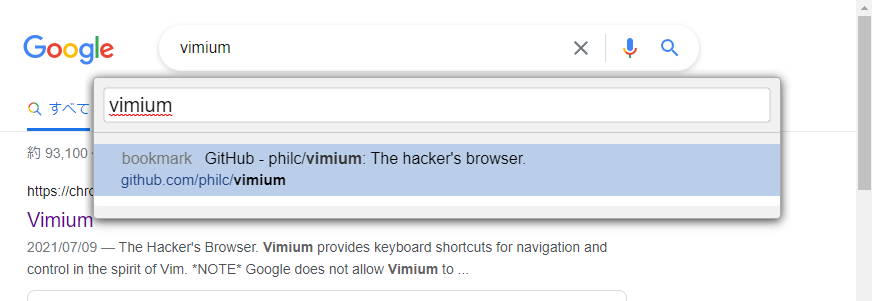 Google
vimium
vimium
すべて
bookmark GitHub - philc/vimium: The hacker's browser.
github.com/philc/vimium
約 93,100
https://chro
Vimium
2021/07/09 — The Hacker's Browser. Vimium provides keyboard shortcuts for navigation and
control in the spirit of Vim. *NOTE* Google does not allow Vimium to ...